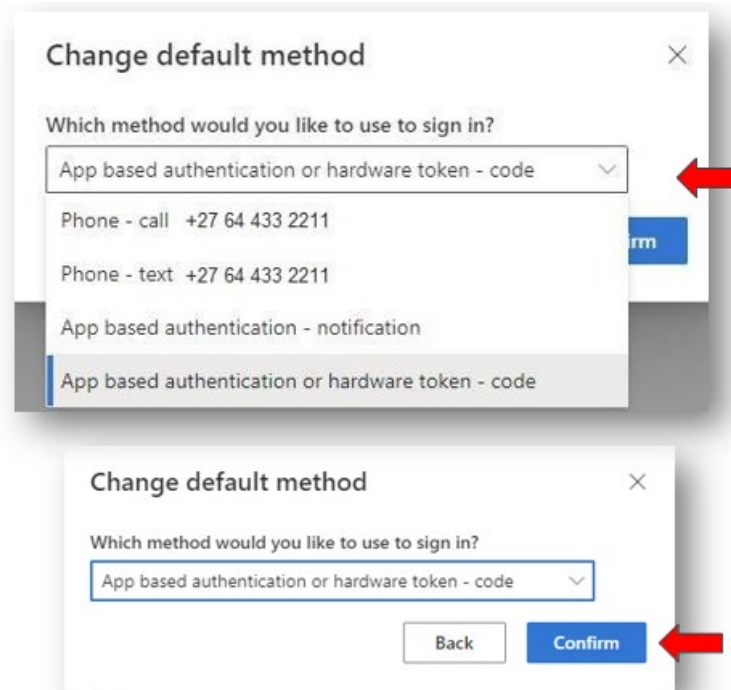 Change default method
Which method would you like to use to sign in?
App based authentication or hardware token - code
Phone - call +27 64 433 2211
irm
Phone - text +27 64 433 2211
App based authentication - notification
App based authentication or hardware token - code
Change default method
Which method would you like to use to sign in?
App based authentication or hardware token - code
Back Confirm